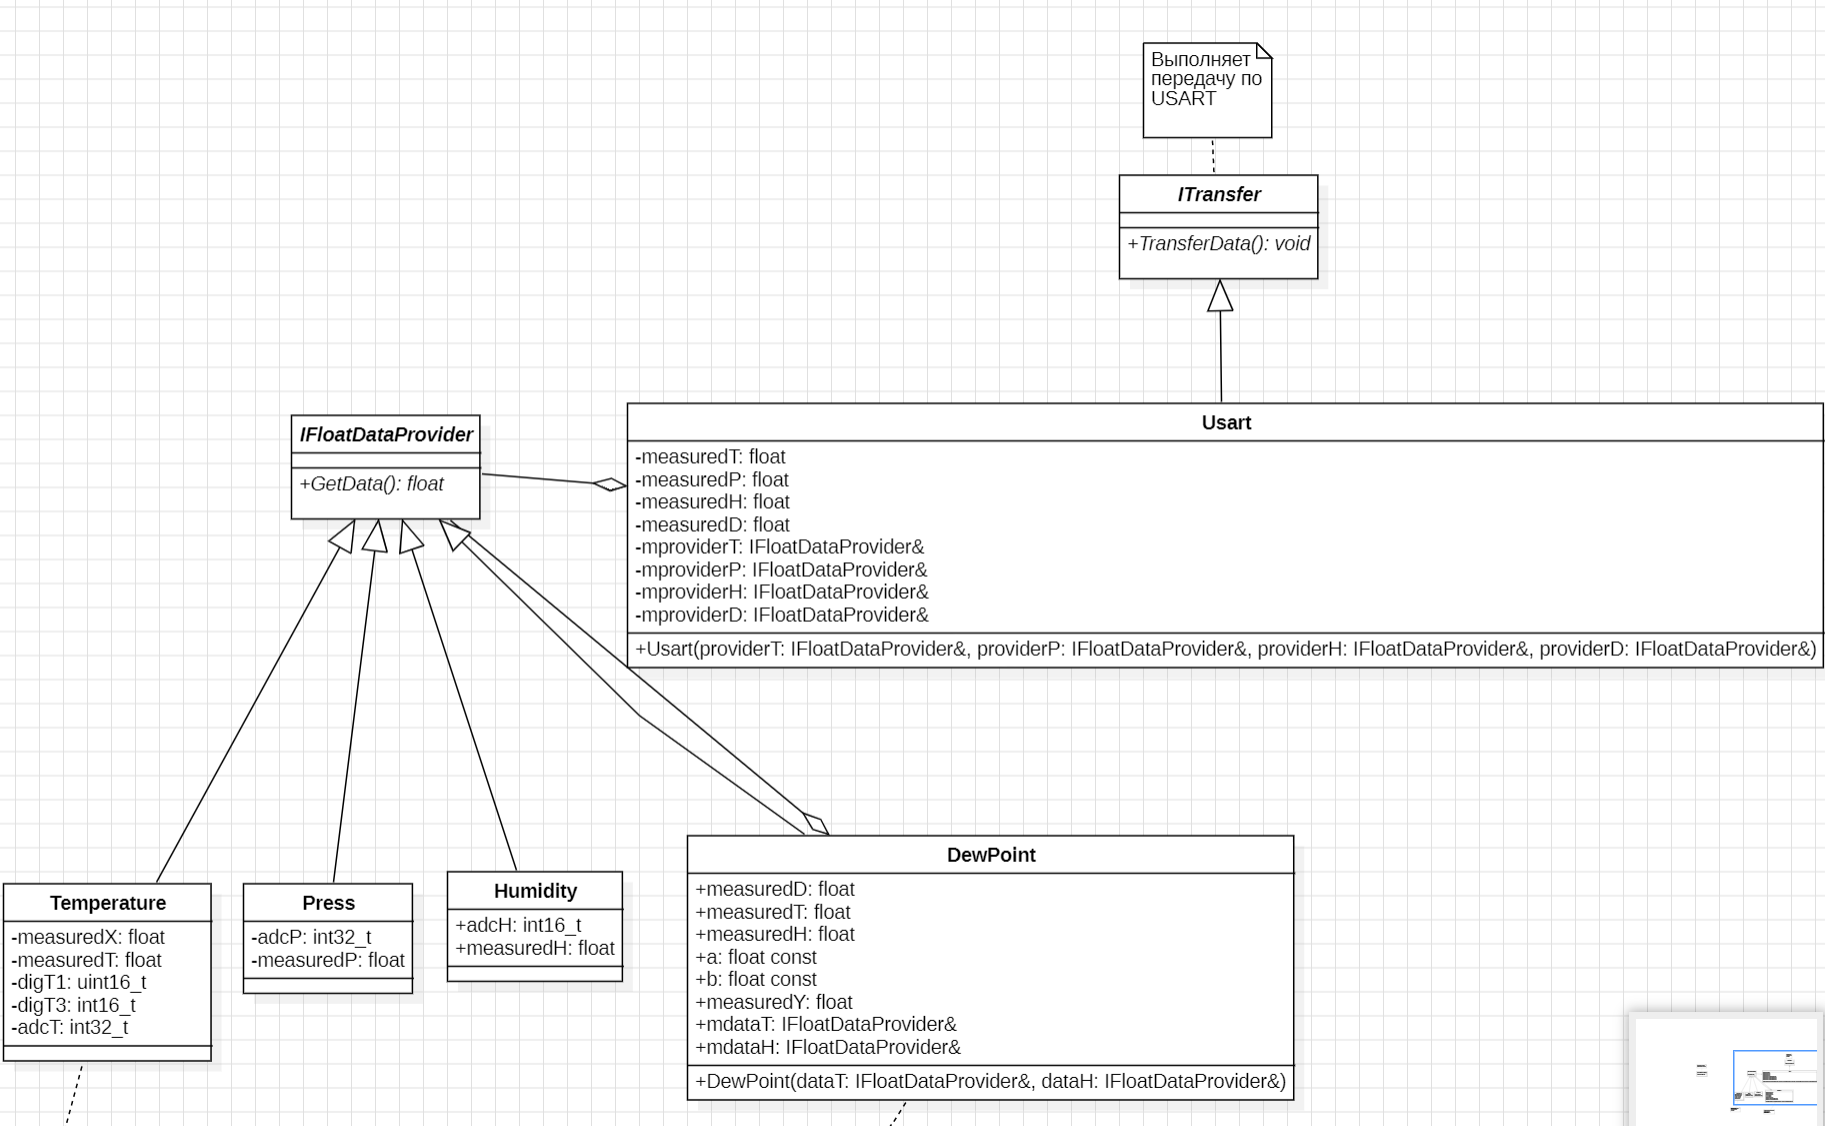 Выполняет
передачу по
USART
ITransfer
+TransferData(): void
IFloatDataProvider
+GetData(): float
Usart
-measuredT: float
-measuredP: float
-measuredH: float
-measuredD: float
-mproviderT: IFloatDataProvider&
-mproviderP: IFloatDataProvider&
-mproviderH: IFloatDataProvider&
-mproviderD: IFloatDataProvider&
+Usart(providerT: IFloatDataProvider&, providerP: IFloatDataProvider&, providerH: IFloatDataProvider&, providerD: IFloatDataProvider&)
Temperature
-measuredX: float
-measuredT: float
-digT1: uint16_t
-digT3: int16_t
-adcT: int32_t
Press
-adcP: int32_t
-measuredP: float
Humidity
+adcH: int16_t
+measuredH: float
DewPoint
+measuredD: float
+measuredT: float
+measuredH: float
+a: float const
+b: float const
+measuredY: float
+mdataT: IFloatDataProvider&
+mdataH: IFloatDataProvider&
+DewPoint(dataT: IFloatDataProvider&, dataH: IFloatDataProvider&)